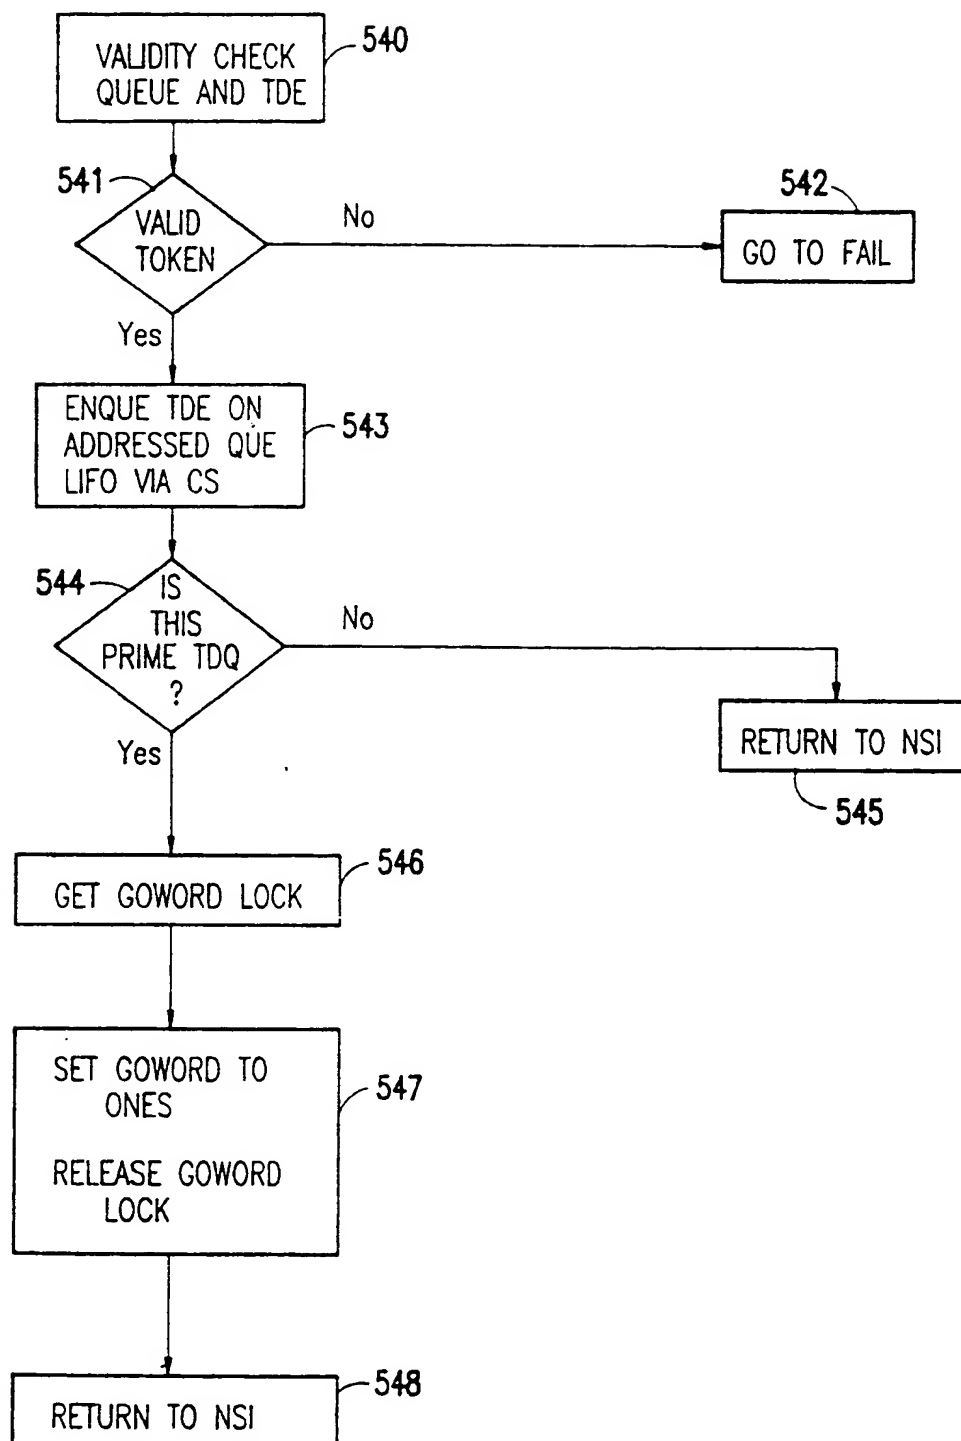 540
VALIDITY CHECK
QUEUE AND TDE
541
VALID
TOKEN
No
542
GO TO FAIL
Yes
ENQUE TDE ON
ADDRESSED QUE
LIFO VIA CS
543
544
IS
THIS
PRIME TDQ
?
No
RETURN TO NSI
545
Yes
546
GET GOWORD LOCK
SET GOWORD TO
ONES
RELEASE GOWORD
LOCK
547
548
RETURN TO NSI